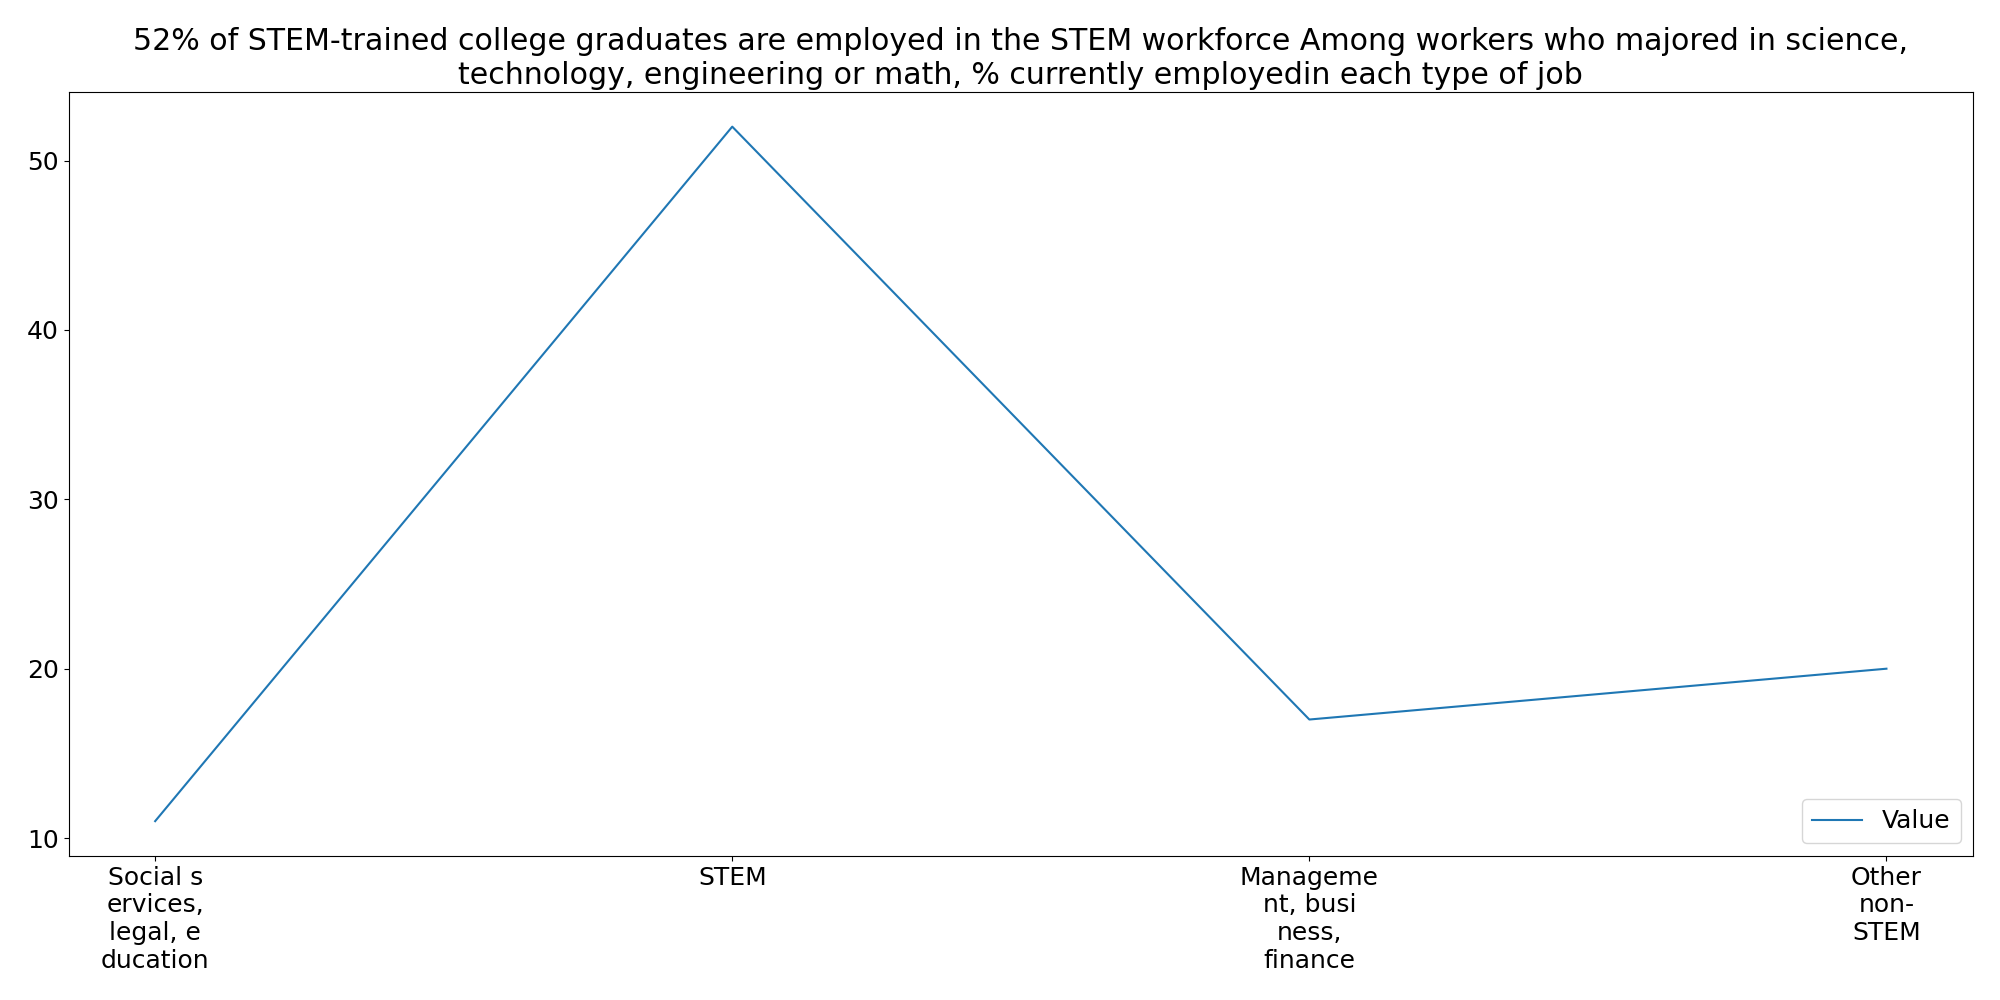 52% of STEM-trained college graduates are employed in the STEM workforce Among workers who majored in science,
technology, engineering or math, % currently employedin each type of job
50
40
30
20
10
Value
Social s
ervices,
legal, e
ducation
STEM
Manageme
nt, busi
ness,
finance
Other
non-
STEM